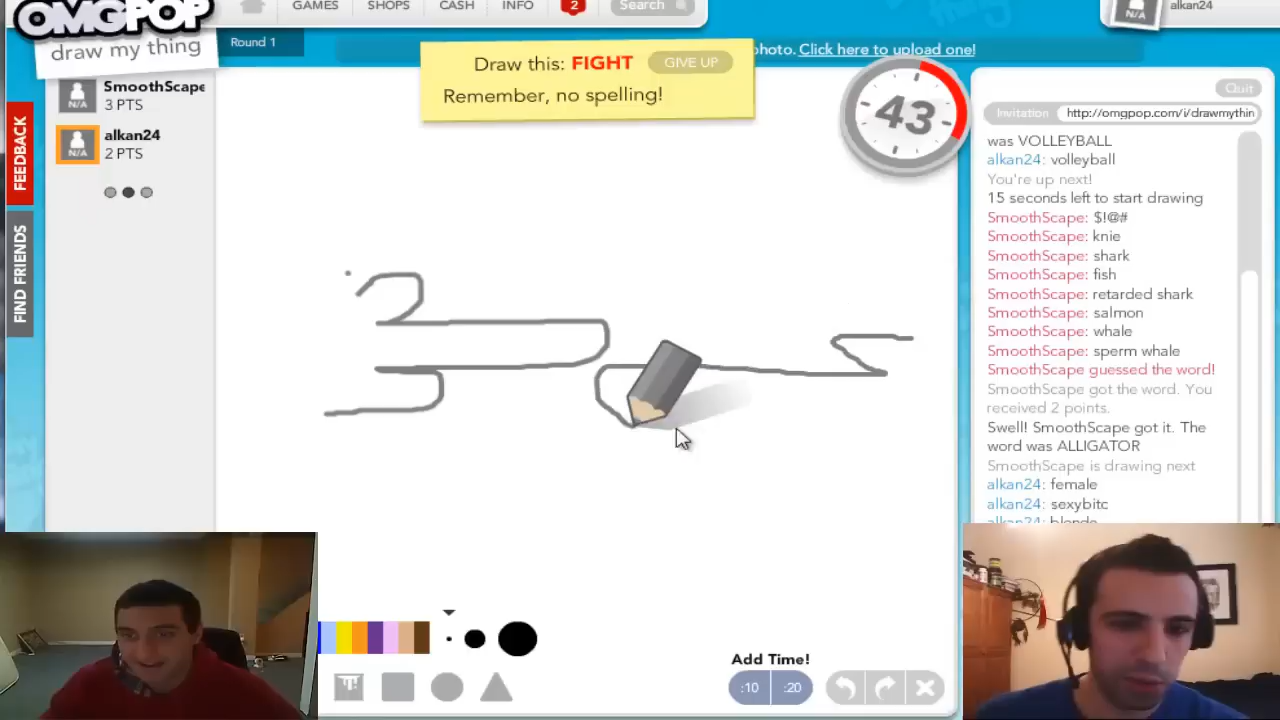 OMGPOP
draw my thing
GAMES SHOPS CASH INFO 2 Search
N/A alkan24
Round 1
photo. Click here to upload one!
Draw this: FIGHT GIVE UP
Remember, no spelling!
43
FEEDBACK
FIND FRIENDS
N/A SmoothScape
3 PTS
N/A alkan24
2 PTS
Quit
Invitation http://omgpop.com/i/drawmythin
was VOLLEYBALL
alkan24: volleyball
You're up next!
15 seconds left to start drawing
SmoothScape: $!@#
SmoothScape: knie
SmoothScape: shark
SmoothScape: fish
SmoothScape: retarded shark
SmoothScape: salmon
SmoothScape: whale
SmoothScape: sperm whale
SmoothScape guessed the word!
SmoothScape got the word. You
received 2 points.
Swell! SmoothScape got it. The
word was ALLIGATOR
SmoothScape is drawing next
alkan24: female
alkan24: sexybitc
alkan24: blonde
Add Time!
:10 :20